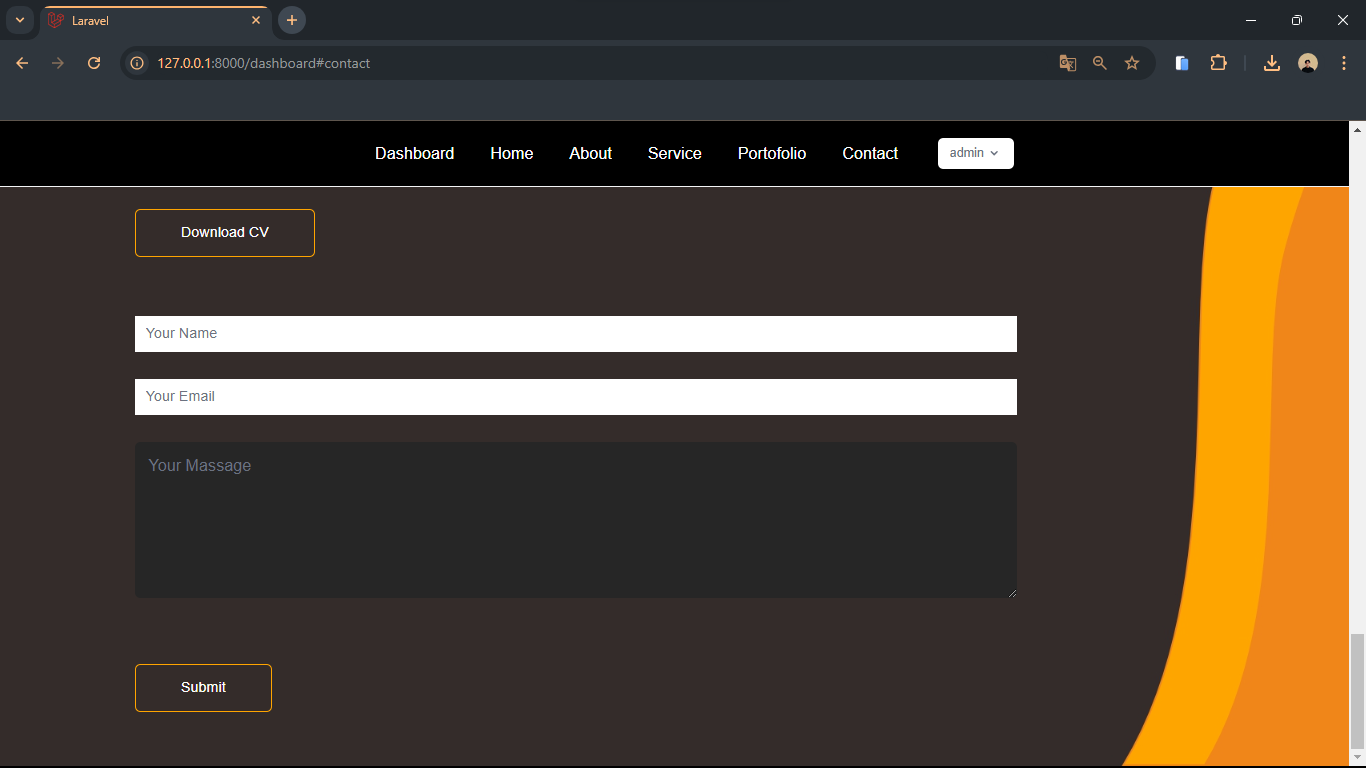 Laravel
127.0.0.1:8000/dashboard#contact
Dashboard Home About Service Portofolio Contact admin
Download CV
Your Name
Your Email
Your Massage
Submit